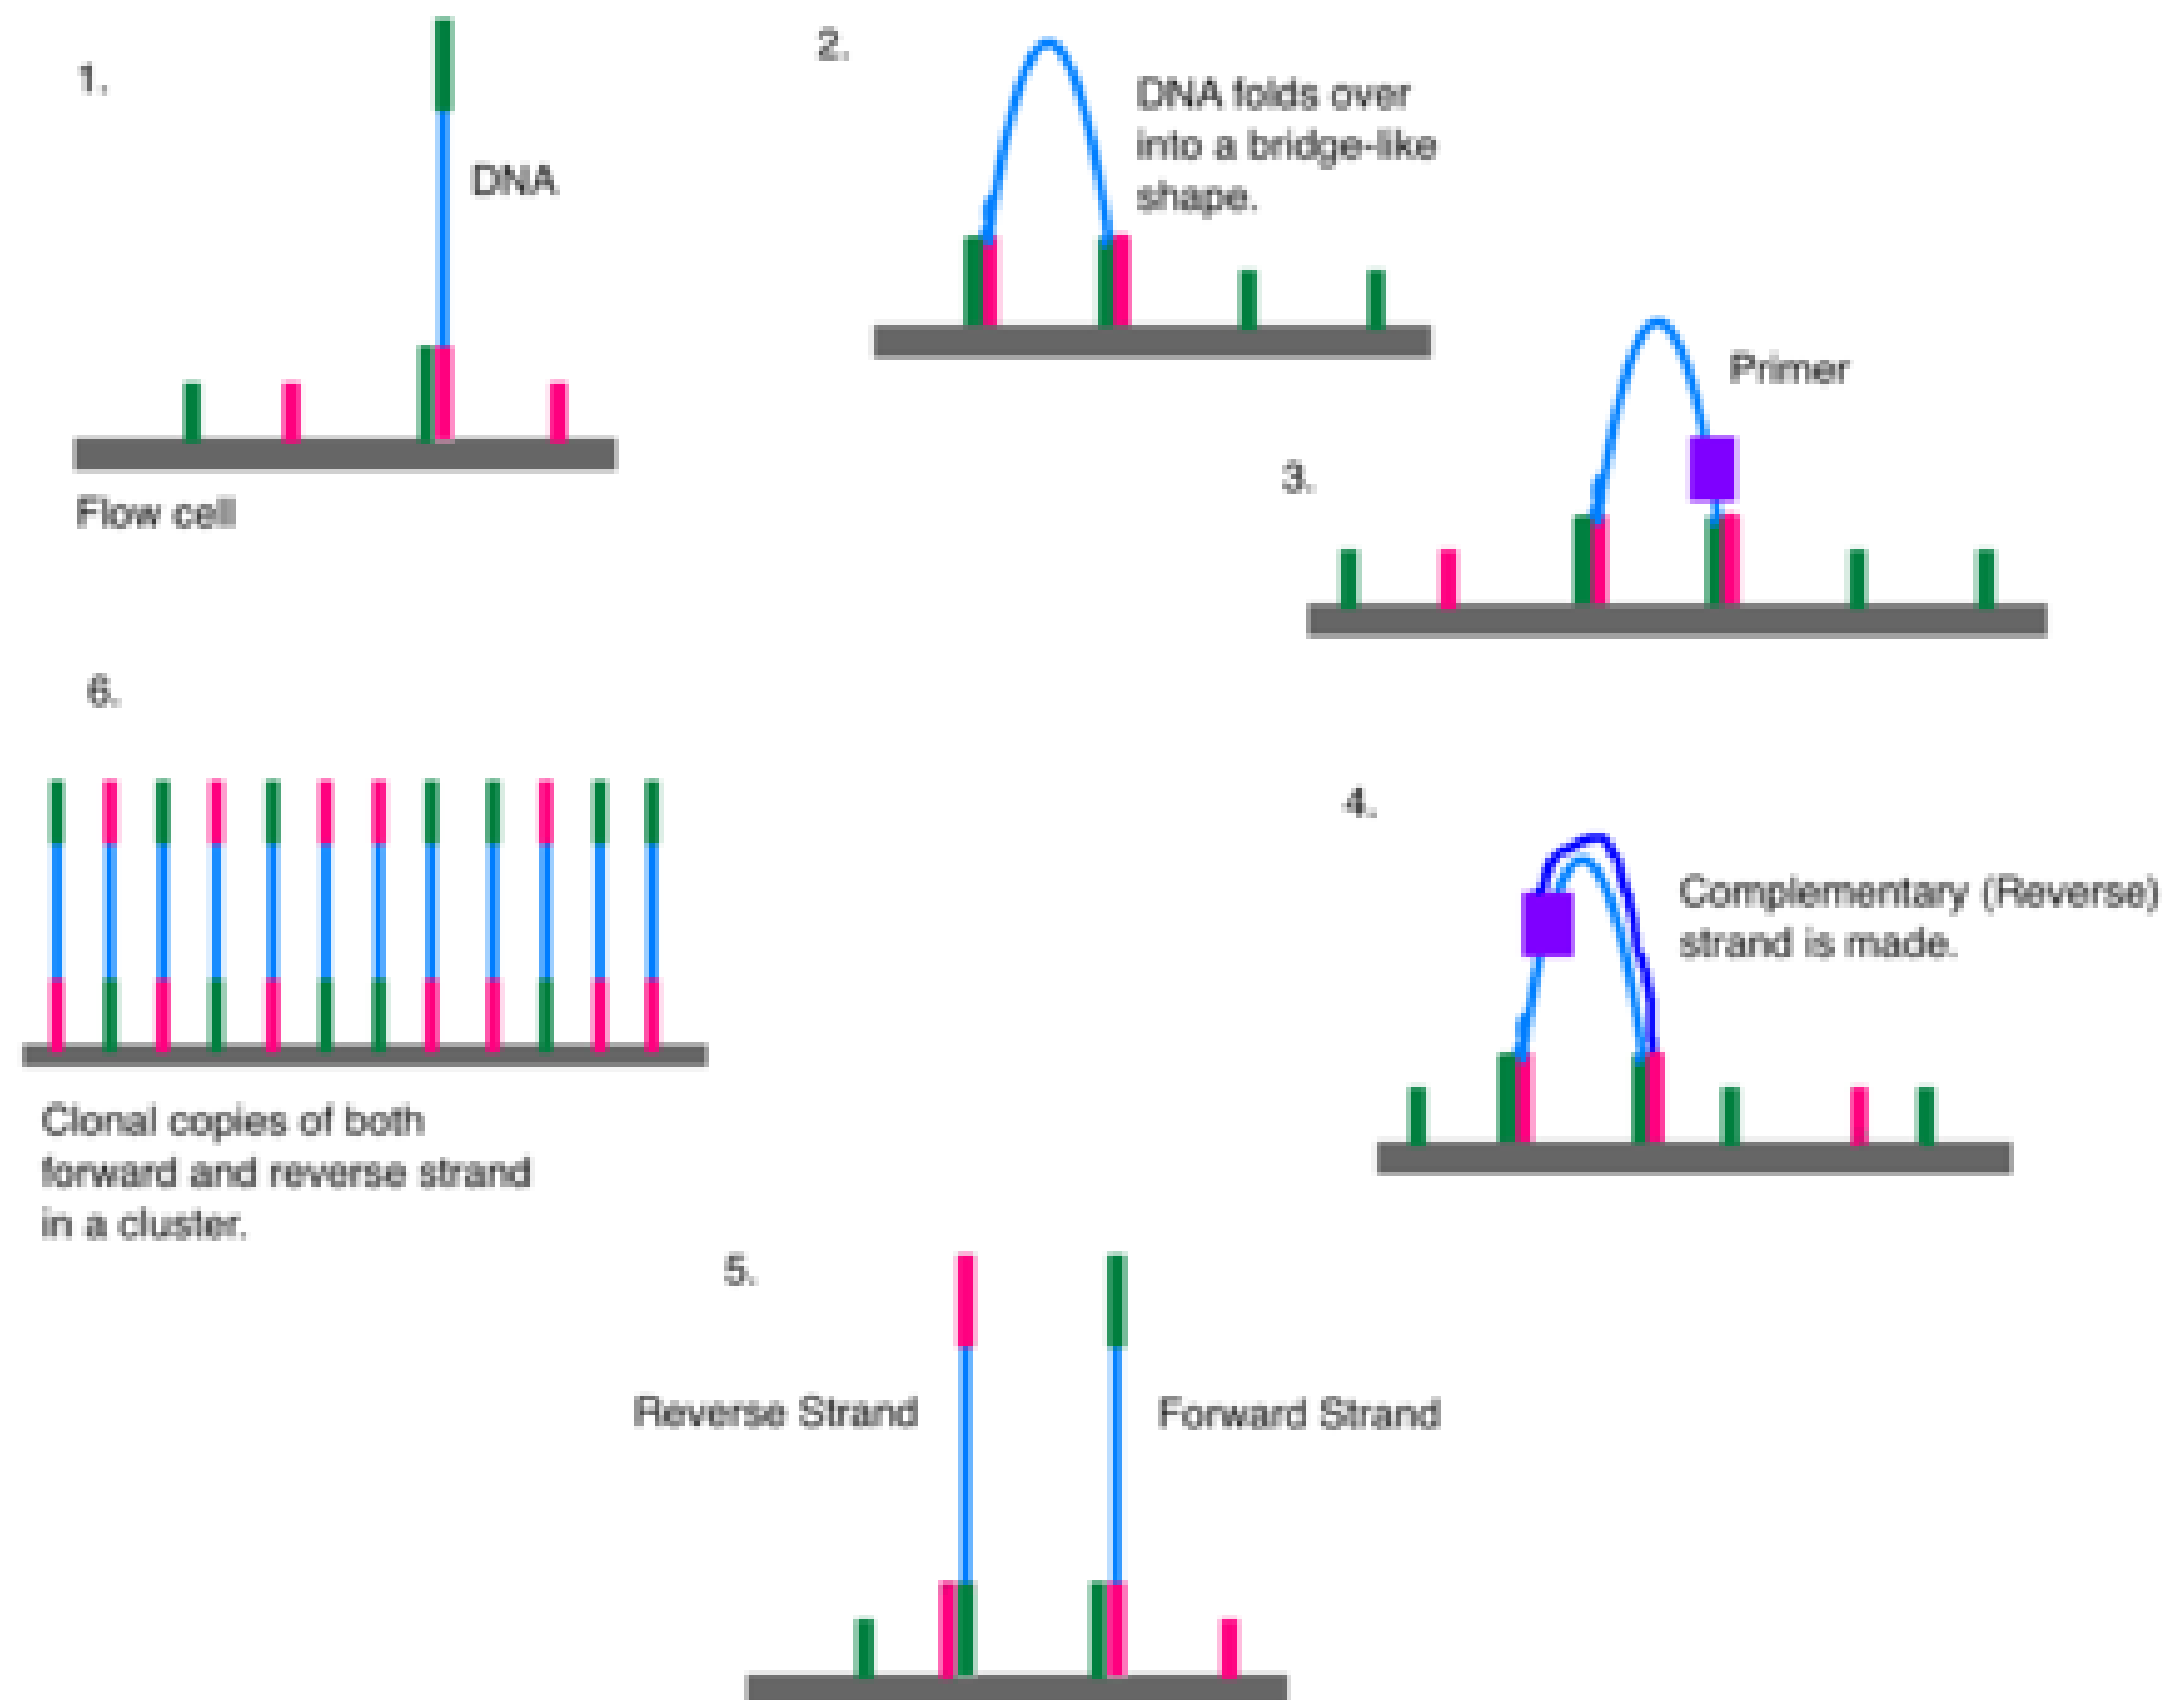 1.
DNA
Flow cell
2.
DNA folds over
into a bridge-like
shape.
3.
Primer
4.
Complementary (Reverse)
strand is made.
5.
Reverse Strand
Forward Strand
6.
Clonal copies of both
forward and reverse strand
in a cluster.